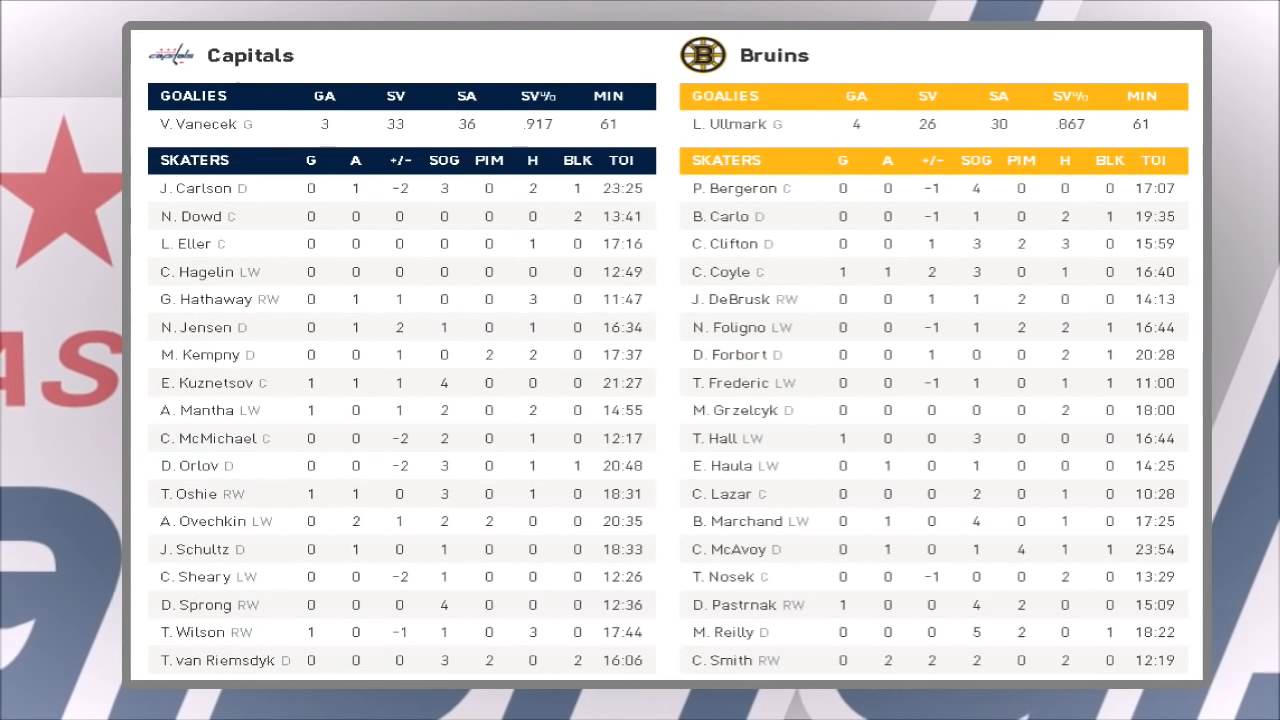 capitals Capitals
GOALIES GA SV SA SV% MIN
V. Vanecek G 3 33 36 .917 61
SKATERS G A +/- SOG PIM H BLK TOI
J. Carlson D 0 1 -2 3 0 2 1 23:25
N. Dowd C 0 0 0 0 0 0 2 13:41
L. Eller C 0 0 0 0 0 1 0 17:16
C. Hagelin LW 0 0 0 0 0 0 0 12:49
G. Hathaway RW 0 1 1 0 0 3 0 11:47
N. Jensen D 0 1 2 1 0 1 0 16:34
M. Kempny D 0 0 1 0 2 2 0 17:37
E. Kuznetsov C 1 1 1 4 0 0 0 21:27
A. Mantha LW 1 0 1 2 0 2 0 14:55
C. McMichael C 0 0 -2 2 0 1 0 12:17
D. Orlov D 0 0 -2 3 0 1 1 20:48
T. Oshie RW 1 1 0 3 0 1 0 18:31
A. Ovechkin LW 0 2 1 2 2 0 0 20:35
J. Schultz D 0 1 0 1 0 0 0 18:33
C. Sheary LW 0 0 -2 1 0 0 0 12:26
D. Sprong RW 0 0 0 4 0 0 0 12:36
T. Wilson RW 1 0 -1 1 0 3 0 17:44
T. van Riemsdyk D 0 0 0 3 2 0 2 16:06
B Bruins
GOALIES GA SV SA SV% MIN
L. Ullmark G 4 26 30 .867 61
SKATERS G A +/- SOG PIM H BLK TOI
P. Bergeron C 0 0 -1 4 0 0 0 17:07
B. Carlo D 0 0 -1 1 0 2 1 19:35
C. Clifton D 0 0 1 3 2 3 0 15:59
C. Coyle C 1 1 2 3 0 1 0 16:40
J. DeBrusk RW 0 0 1 1 2 0 0 14:13
N. Foligno LW 0 0 -1 1 2 2 1 16:44
D. Forbort D 0 0 1 0 0 2 1 20:28
T. Frederic LW 0 0 -1 1 0 1 1 11:00
M. Grzelcyk D 0 0 0 0 0 2 0 18:00
T. Hall LW 1 0 0 3 0 0 0 16:44
E. Haula LW 0 1 0 1 0 0 0 14:25
C. Lazar C 0 0 0 2 0 1 0 10:28
B. Marchand LW 0 1 0 4 0 1 0 17:25
C. McAvoy D 0 1 0 1 4 1 1 23:54
T. Nosek C 0 0 -1 0 0 2 0 13:29
D. Pastrnak RW 1 0 0 4 2 0 0 15:09
M. Reilly D 0 0 0 5 2 0 1 18:22
C. Smith RW 0 2 2 2 0 2 0 12:19
AS